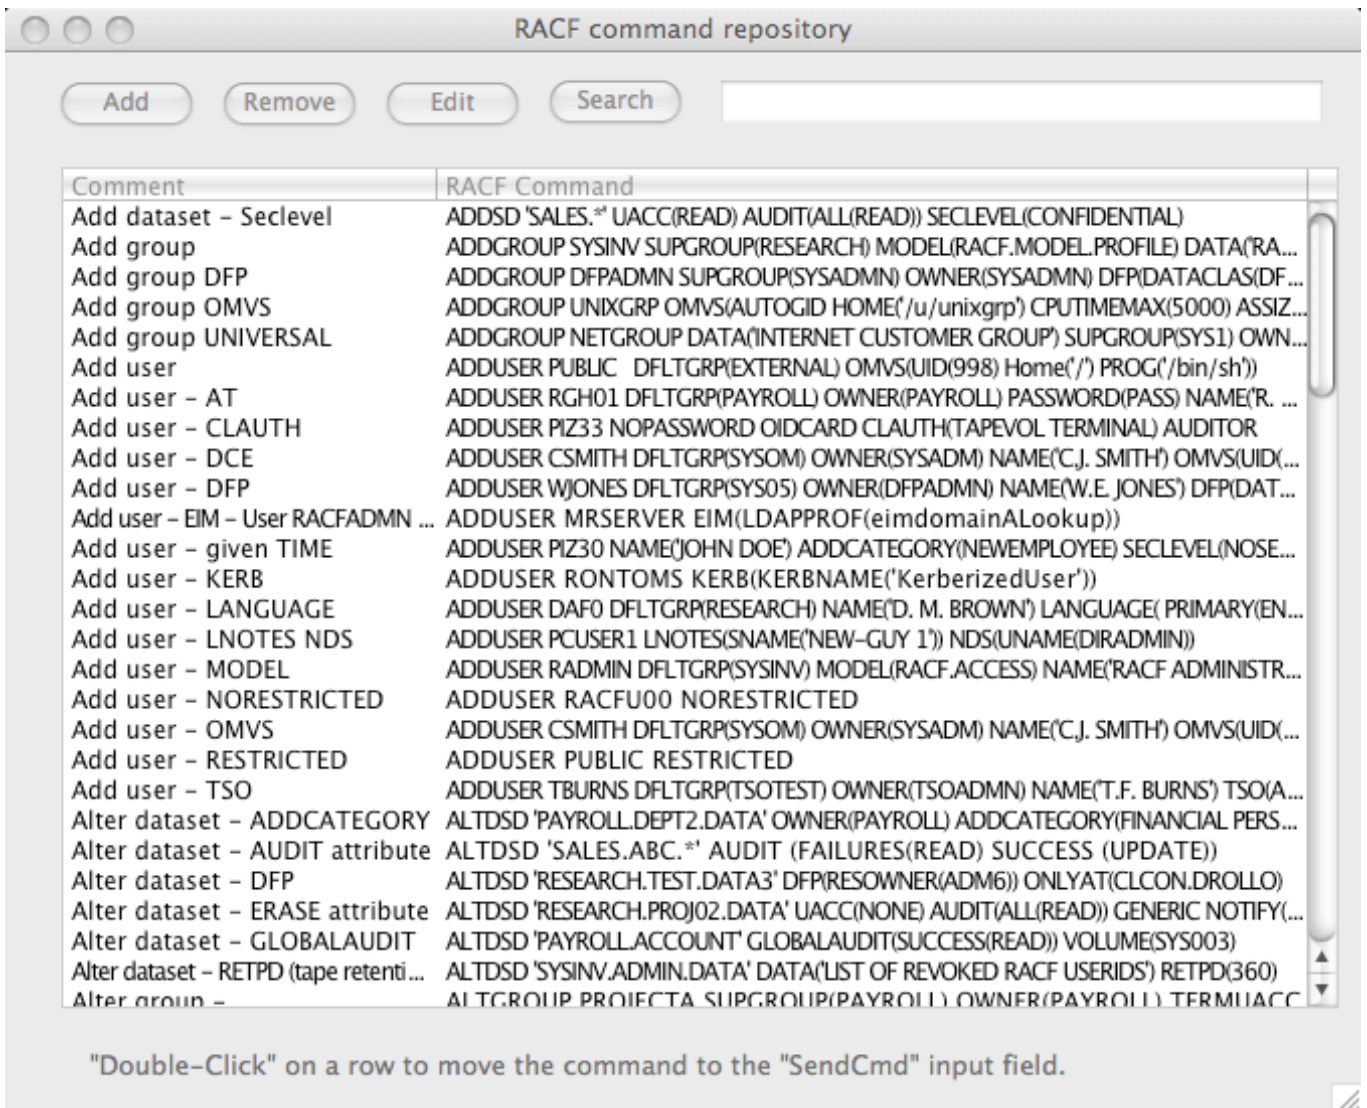 RACF command repository
Add Remove Edit Search
Comment RACF Command
Add dataset – Seclevel ADDSD 'SALES.*' UACC(READ) AUDIT(ALL(READ)) SECLEVEL(CONFIDENTIAL)
Add group ADDGROUP SYSINV SUPGROUP(RESEARCH) MODEL(RACF.MODEL.PROFILE) DATA('RA...
Add group DFP ADDGROUP DFPADMN SUPGROUP(SYSADMN) OWNER(SYSADMN) DFP(DATACLAS(DF...
Add group OMVS ADDGROUP UNIXGRP OMVS(AUTOGID HOME('/u/unixgrp') CPUTIMEMAX(5000) ASSIZ...
Add group UNIVERSAL ADDGROUP NETGROUP DATA('INTERNET CUSTOMER GROUP') SUPGROUP(SYS1) OWN...
Add user ADDUSER PUBLIC DFLTGRP(EXTERNAL) OMVS(UID(998) Home('/') PROG('/bin/sh'))
Add user – AT ADDUSER RGH01 DFLTGRP(PAYROLL) OWNER(PAYROLL) PASSWORD(PASS) NAME('R. ...
Add user – CLAUTH ADDUSER PIZ33 NOPASSWORD OIDCARD CLAUTH(TAPEVOL TERMINAL) AUDITOR
Add user – DCE ADDUSER CSMITH DFLTGRP(SYSOM) OWNER(SYSADM) NAME('C.J. SMITH') OMVS(UID(...
Add user – DFP ADDUSER WJONES DFLTGRP(SYS05) OWNER(DFPADMN) NAME('W.E. JONES') DFP(DAT...
Add user – EIM – User RACFADMN ... ADDUSER MRSERVER EIM(LDAPPROF(eimdomainALookup))
Add user – given TIME ADDUSER PIZ30 NAME('JOHN DOE') ADDCATEGORY(NEWEMPLOYEE) SECLEVEL(NOSE...
Add user – KERB ADDUSER RONTOMS KERB(KERBNAME('KerberizedUser'))
Add user – LANGUAGE ADDUSER DAF0 DFLTGRP(RESEARCH) NAME('D. M. BROWN') LANGUAGE( PRIMARY(EN...
Add user – LNOTES NDS ADDUSER PCUSER1 LNOTES(SNAME('NEW–GUY 1')) NDS(UNAME(DIRADMIN))
Add user – MODEL ADDUSER RADMIN DFLTGRP(SYSINV) MODEL(RACF.ACCESS) NAME('RACF ADMINISTR...
Add user – NORESTRICTED ADDUSER RACFU00 NORESTRICTED
Add user – OMVS ADDUSER CSMITH DFLTGRP(SYSOM) OWNER(SYSADM) NAME('C.J. SMITH') OMVS(UID(...
Add user – RESTRICTED ADDUSER PUBLIC RESTRICTED
Add user – TSO ADDUSER TBURNS DFLTGRP(TSOTEST) OWNER(TSOADMN) NAME('T.F. BURNS') TSO(A...
Alter dataset – ADDCATEGORY ALTDSD 'PAYROLL.DEPT2.DATA' OWNER(PAYROLL) ADDCATEGORY(FINANCIAL PERS...
Alter dataset – AUDIT attribute ALTDSD 'SALES.ABC.*' AUDIT (FAILURES(READ) SUCCESS (UPDATE))
Alter dataset – DFP ALTDSD 'RESEARCH.TEST.DATA3' DFP(RESOWNER(ADM6)) ONLYAT(CLCON.DROLLO)
Alter dataset – ERASE attribute ALTDSD 'RESEARCH.PROJ02.DATA' UACC(NONE) AUDIT(ALL(READ)) GENERIC NOTIFY(...
Alter dataset – GLOBALAUDIT ALTDSD 'PAYROLL.ACCOUNT' GLOBALAUDIT(SUCCESS(READ)) VOLUME(SYS003)
Alter dataset – RETPD (tape retenti... ALTDSD 'SYSINV.ADMIN.DATA' DATA('LIST OF REVOKED RACF USERIDS') RETPD(360)
Alter group – ALTGROUP PROJECTA SUPGROUP(PAYROLL) OWNER(PAYROLL) TERMUACC
"Double–Click" on a row to move the command to the "SendCmd" input field.